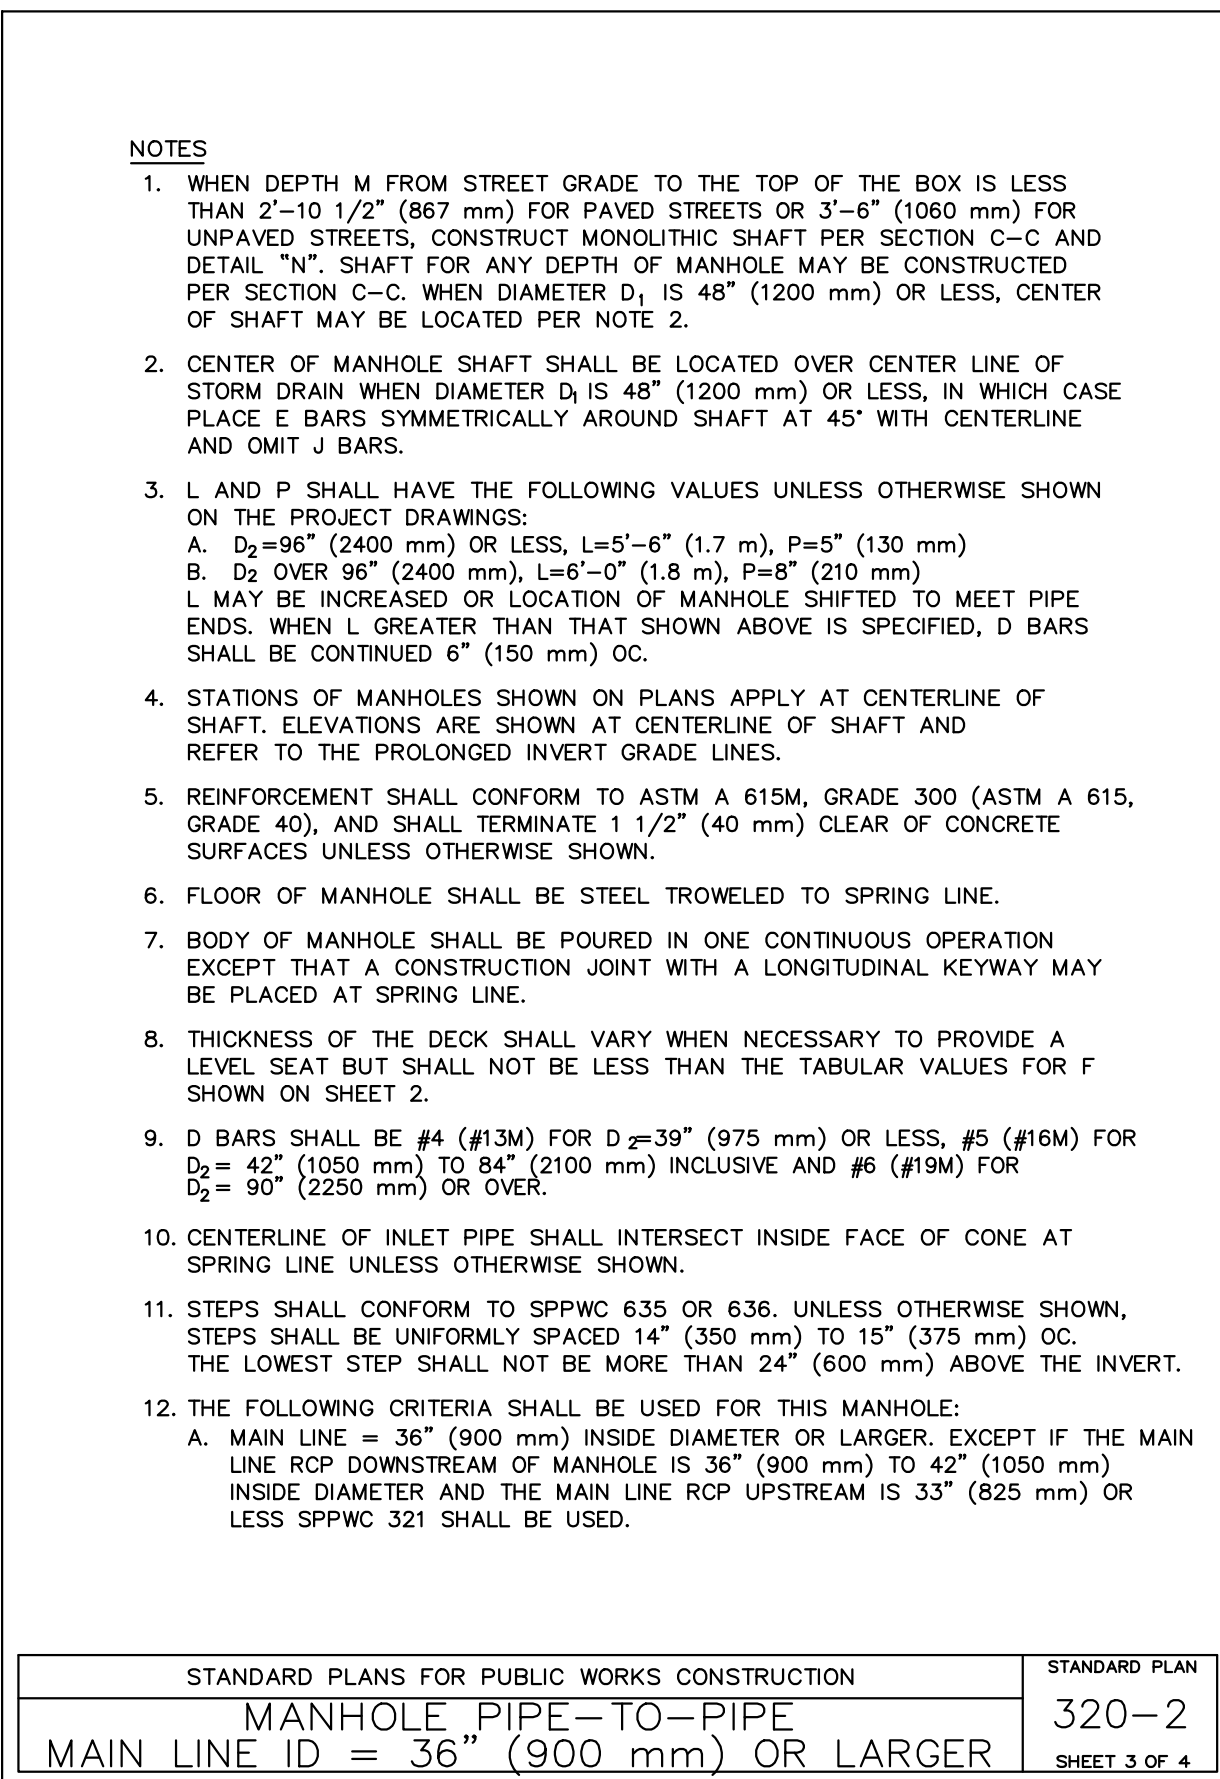 NOTES
1. WHEN DEPTH M FROM STREET GRADE TO THE TOP OF THE BOX IS LESS
THAN 2'–10 1/2" (867 mm) FOR PAVED STREETS OR 3'–6" (1060 mm) FOR
UNPAVED STREETS, CONSTRUCT MONOLITHIC SHAFT PER SECTION C–C AND
DETAIL "N". SHAFT FOR ANY DEPTH OF MANHOLE MAY BE CONSTRUCTED
PER SECTION C–C. WHEN DIAMETER D₁ IS 48" (1200 mm) OR LESS, CENTER
OF SHAFT MAY BE LOCATED PER NOTE 2.
2. CENTER OF MANHOLE SHAFT SHALL BE LOCATED OVER CENTER LINE OF
STORM DRAIN WHEN DIAMETER D₁ IS 48" (1200 mm) OR LESS, IN WHICH CASE
PLACE E BARS SYMMETRICALLY AROUND SHAFT AT 45° WITH CENTERLINE
AND OMIT J BARS.
3. L AND P SHALL HAVE THE FOLLOWING VALUES UNLESS OTHERWISE SHOWN
ON THE PROJECT DRAWINGS:
A. D₂=96" (2400 mm) OR LESS, L=5'–6" (1.7 m), P=5" (130 mm)
B. D₂ OVER 96" (2400 mm), L=6'–0" (1.8 m), P=8" (210 mm)
L MAY BE INCREASED OR LOCATION OF MANHOLE SHIFTED TO MEET PIPE
ENDS. WHEN L GREATER THAN THAT SHOWN ABOVE IS SPECIFIED, D BARS
SHALL BE CONTINUED 6" (150 mm) OC.
4. STATIONS OF MANHOLES SHOWN ON PLANS APPLY AT CENTERLINE OF
SHAFT. ELEVATIONS ARE SHOWN AT CENTERLINE OF SHAFT AND
REFER TO THE PROLONGED INVERT GRADE LINES.
5. REINFORCEMENT SHALL CONFORM TO ASTM A 615M, GRADE 300 (ASTM A 615,
GRADE 40), AND SHALL TERMINATE 1 1/2" (40 mm) CLEAR OF CONCRETE
SURFACES UNLESS OTHERWISE SHOWN.
6. FLOOR OF MANHOLE SHALL BE STEEL TROWELED TO SPRING LINE.
7. BODY OF MANHOLE SHALL BE POURED IN ONE CONTINUOUS OPERATION
EXCEPT THAT A CONSTRUCTION JOINT WITH A LONGITUDINAL KEYWAY MAY
BE PLACED AT SPRING LINE.
8. THICKNESS OF THE DECK SHALL VARY WHEN NECESSARY TO PROVIDE A
LEVEL SEAT BUT SHALL NOT BE LESS THAN THE TABULAR VALUES FOR F
SHOWN ON SHEET 2.
9. D BARS SHALL BE #4 (#13M) FOR D₂=39" (975 mm) OR LESS, #5 (#16M) FOR
D₂= 42" (1050 mm) TO 84" (2100 mm) INCLUSIVE AND #6 (#19M) FOR
D₂= 90" (2250 mm) OR OVER.
10. CENTERLINE OF INLET PIPE SHALL INTERSECT INSIDE FACE OF CONE AT
SPRING LINE UNLESS OTHERWISE SHOWN.
11. STEPS SHALL CONFORM TO SPPWC 635 OR 636. UNLESS OTHERWISE SHOWN,
STEPS SHALL BE UNIFORMLY SPACED 14" (350 mm) TO 15" (375 mm) OC.
THE LOWEST STEP SHALL NOT BE MORE THAN 24" (600 mm) ABOVE THE INVERT.
12. THE FOLLOWING CRITERIA SHALL BE USED FOR THIS MANHOLE:
A. MAIN LINE = 36" (900 mm) INSIDE DIAMETER OR LARGER. EXCEPT IF THE MAIN
LINE RCP DOWNSTREAM OF MANHOLE IS 36" (900 mm) TO 42" (1050 mm)
INSIDE DIAMETER AND THE MAIN LINE RCP UPSTREAM IS 33" (825 mm) OR
LESS SPPWC 321 SHALL BE USED.
STANDARD PLANS FOR PUBLIC WORKS CONSTRUCTION
MANHOLE PIPE–TO–PIPE
MAIN LINE ID = 36" (900 mm) OR LARGER
STANDARD PLAN
320–2
SHEET 3 OF 4